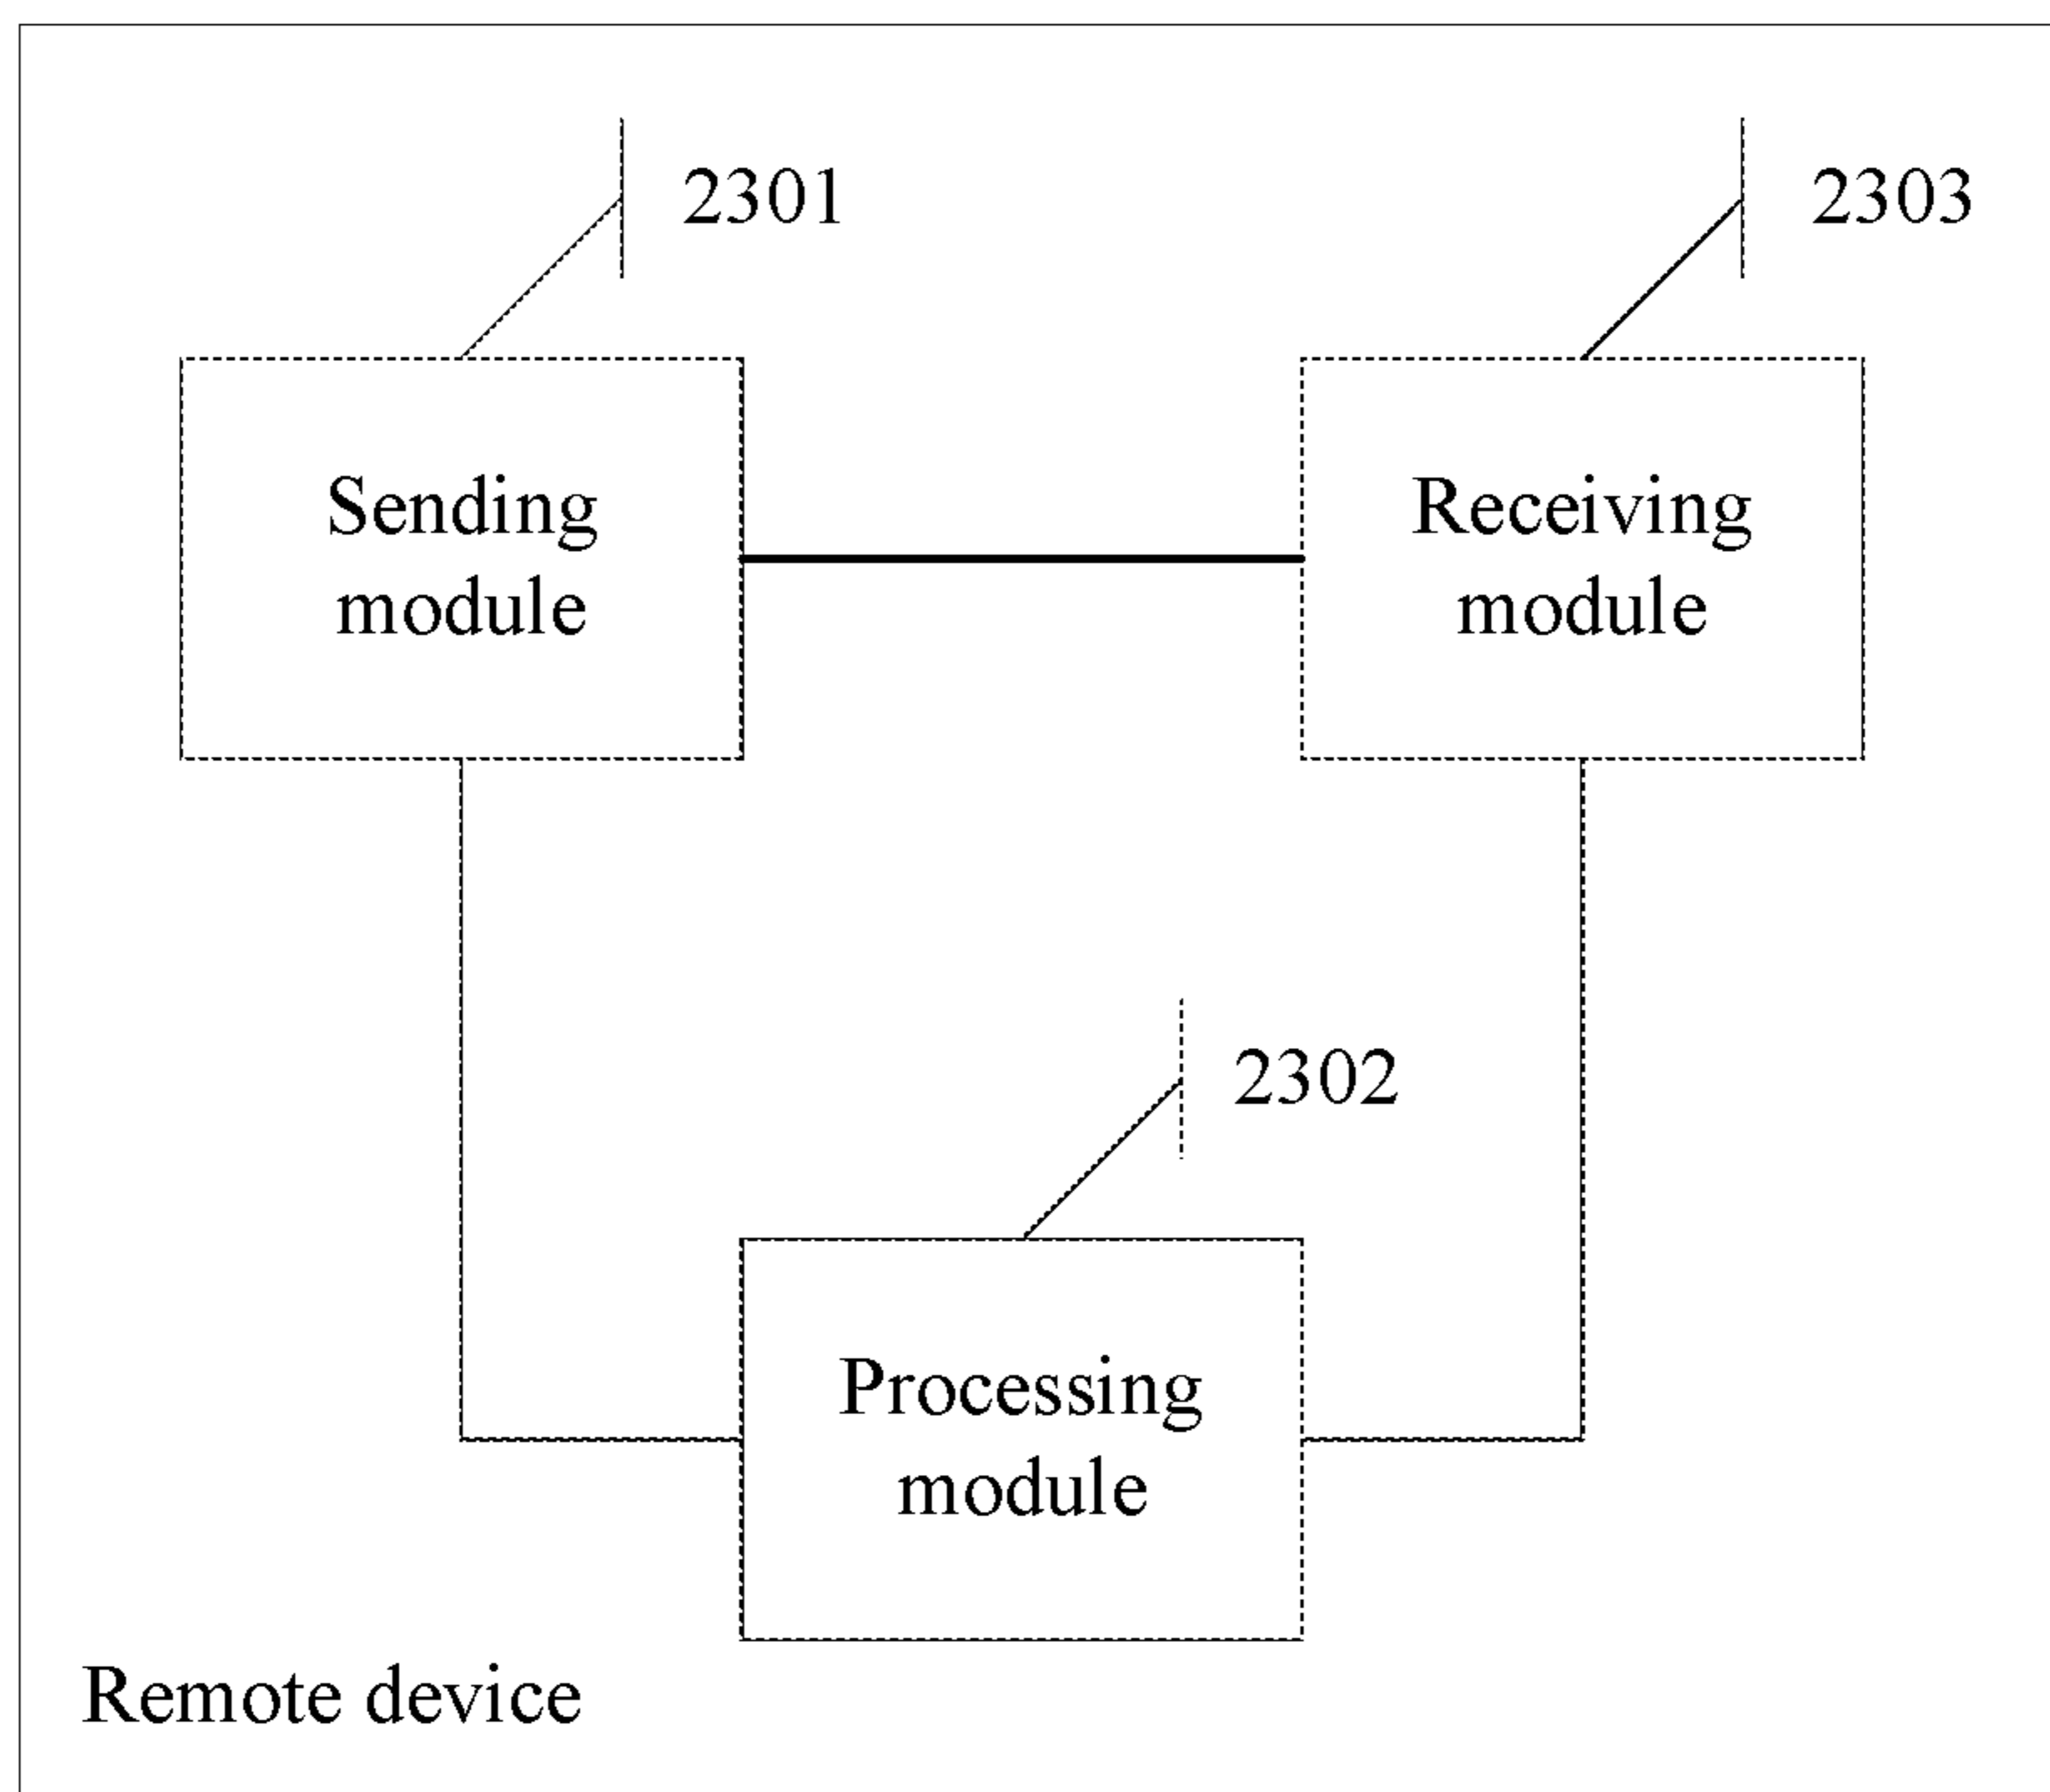 2301
2303
Sending
module
Receiving
module
2302
Processing
module
Remote device